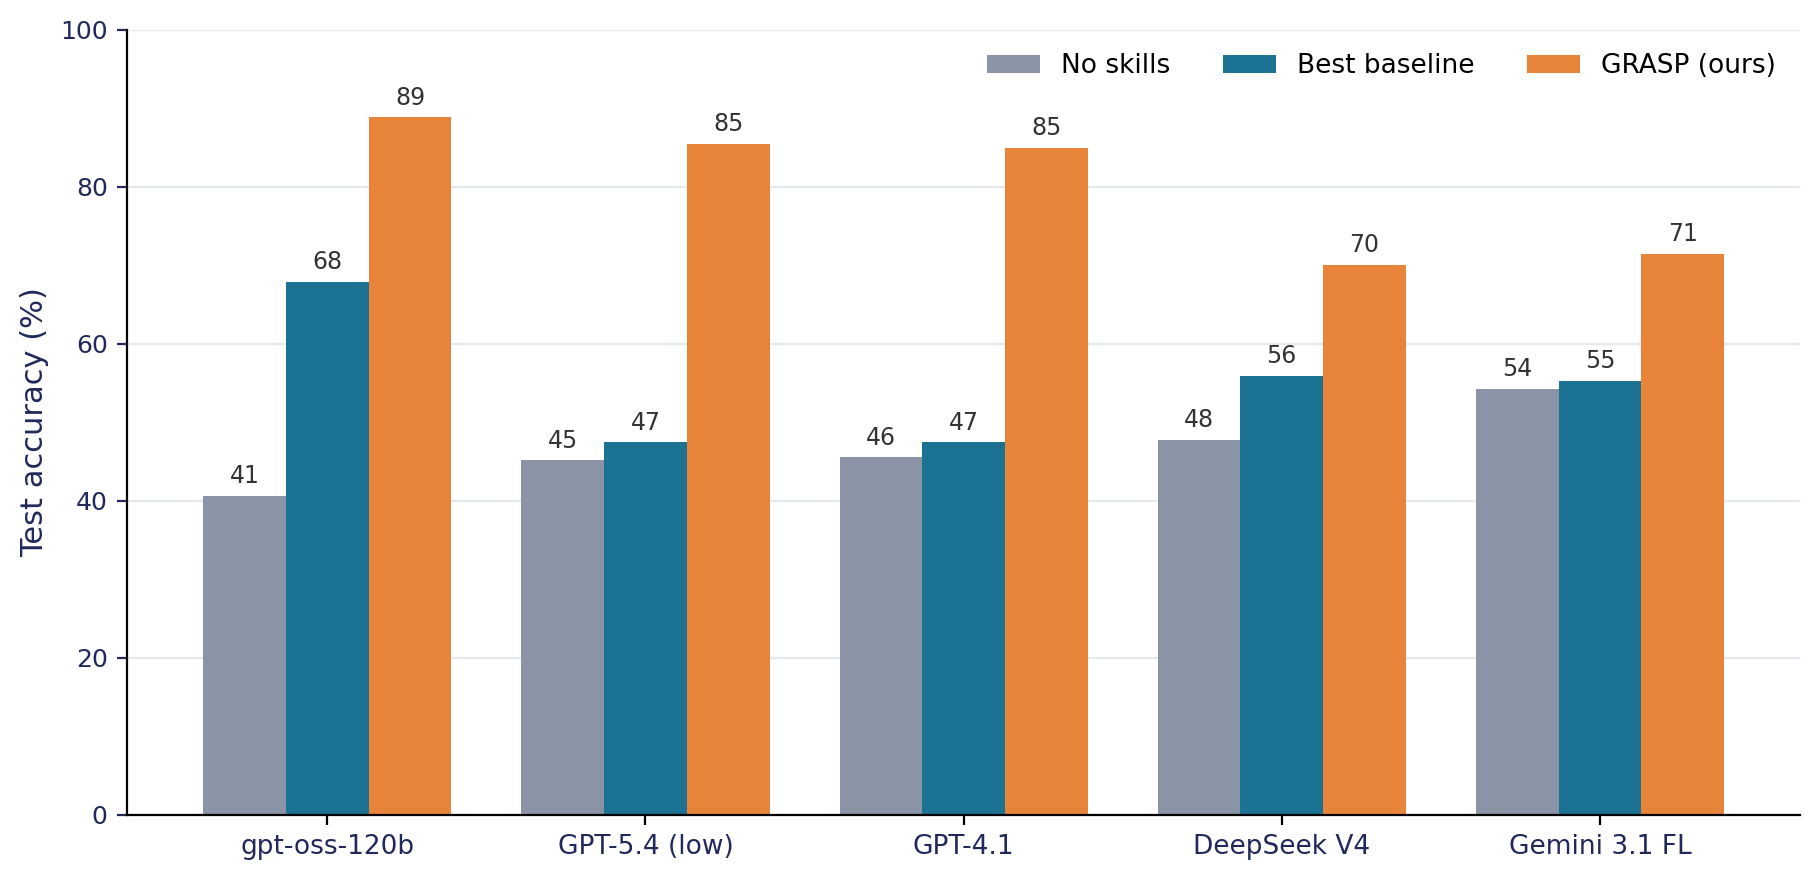 100
80
60
40
20
0
Test accuracy (%)
No skills
Best baseline
GRASP (ours)
41
68
89
45
47
85
46
47
85
48
56
70
54
55
71
gpt-oss-120b
GPT-5.4 (low)
GPT-4.1
DeepSeek V4
Gemini 3.1 FL